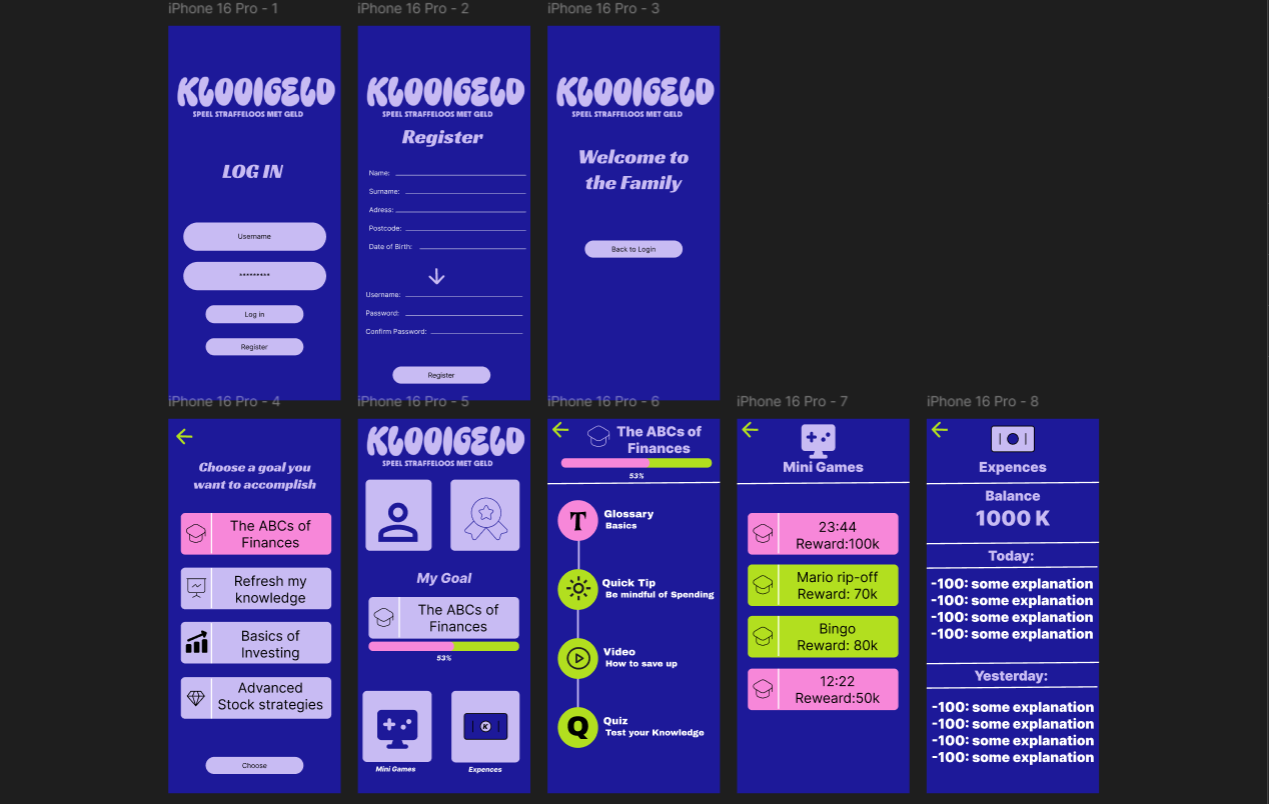 iPhone 16 Pro - 1
KLOOIGELD
SPEEL STRAFFELOOS MET GELD
LOG IN
Username
*********
Log in
Register
iPhone 16 Pro - 2
KLOOIGELD
SPEEL STRAFFELOOS MET GELD
Register
Name:
Surname:
Adress:
Postcode:
Date of Birth:
Username:
Password:
Confirm Password:
Register
iPhone 16 Pro - 3
KLOOIGELD
SPEEL STRAFFELOOS MET GELD
Welcome to
the Family
Back to Login
iPhone 16 Pro - 4
Choose a goal you
want to accomplish
The ABCs of
Finances
Refresh my
knowledge
Basics of
Investing
Advanced
Stock strategies
Choose
iPhone 16 Pro - 5
KLOOIGELD
SPEEL STRAFFELOOS MET GELD
My Goal
The ABCs of
Finances
53%
Mini Games
K
Expences
iPhone 16 Pro - 6
The ABCs of
Finances
53%
T
Glossary
Basics
Quick Tip
Be mindful of Spending
Video
How to save up
Q
Quiz
Test your Knowledge
iPhone 16 Pro - 7
Mini Games
23:44
Reward:100k
Mario rip-off
Reward: 70k
Bingo
Reward: 80k
12:22
Reweard:50k
iPhone 16 Pro - 8
Expences
Balance
1000 K
Today:
-100: some explanation
-100: some explanation
-100: some explanation
-100: some explanation
Yesterday:
-100: some explanation
-100: some explanation
-100: some explanation
-100: some explanation